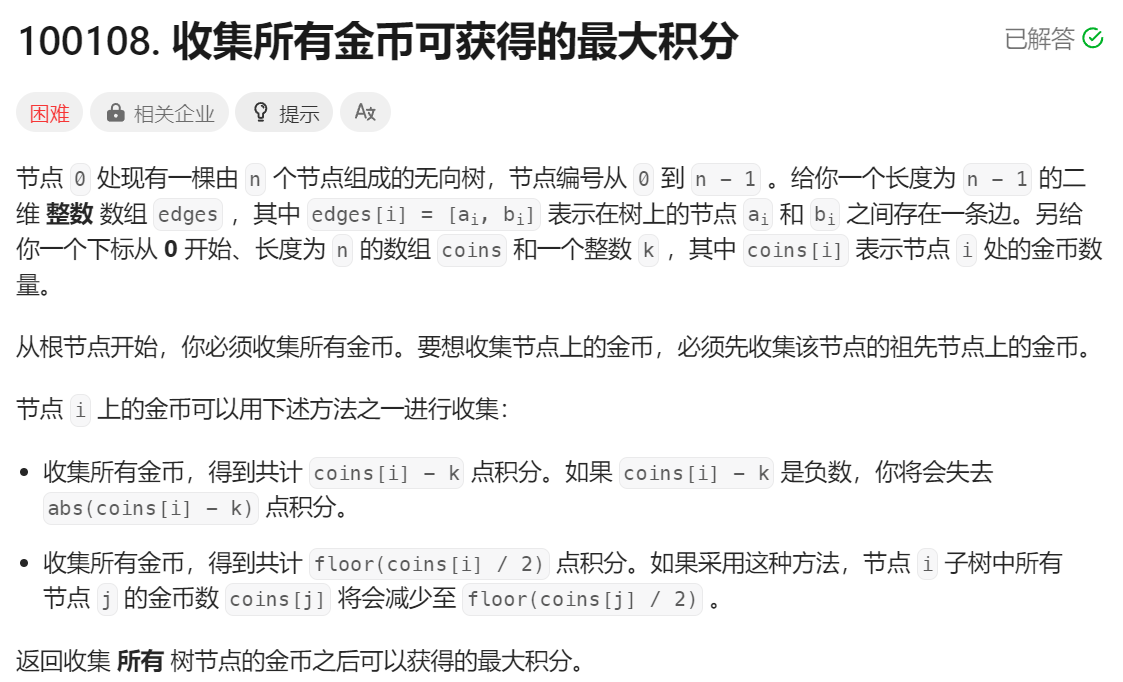 100108. 收集所有金币可获得的最大积分
已解答
困难 相关企业 提示 A文
节点 0 处现有一棵由 n 个节点组成的无向树，节点编号从 0 到 n - 1 。给你一个长度为 n - 1 的二
维 整数 数组 edges ，其中 edges[i] = [aᵢ, bᵢ] 表示在树上的节点 aᵢ 和 bᵢ 之间存在一条边。另给
你一个下标从 0 开始、长度为 n 的数组 coins 和一个整数 k ，其中 coins[i] 表示节点 i 处的金币数
量。
从根节点开始，你必须收集所有金币。要想收集节点上的金币，必须先收集该节点的祖先节点上的金币。
节点 i 上的金币可以用下述方法之一进行收集：
• 收集所有金币，得到共计 coins[i] - k 点积分。如果 coins[i] - k 是负数，你将会失去
abs(coins[i] - k) 点积分。
• 收集所有金币，得到共计 floor(coins[i] / 2) 点积分。如果采用这种方法，节点 i 子树中所有
节点 j 的金币数 coins[j] 将会减少至 floor(coins[j] / 2) 。
返回收集 所有 树节点的金币之后可以获得的最大积分。